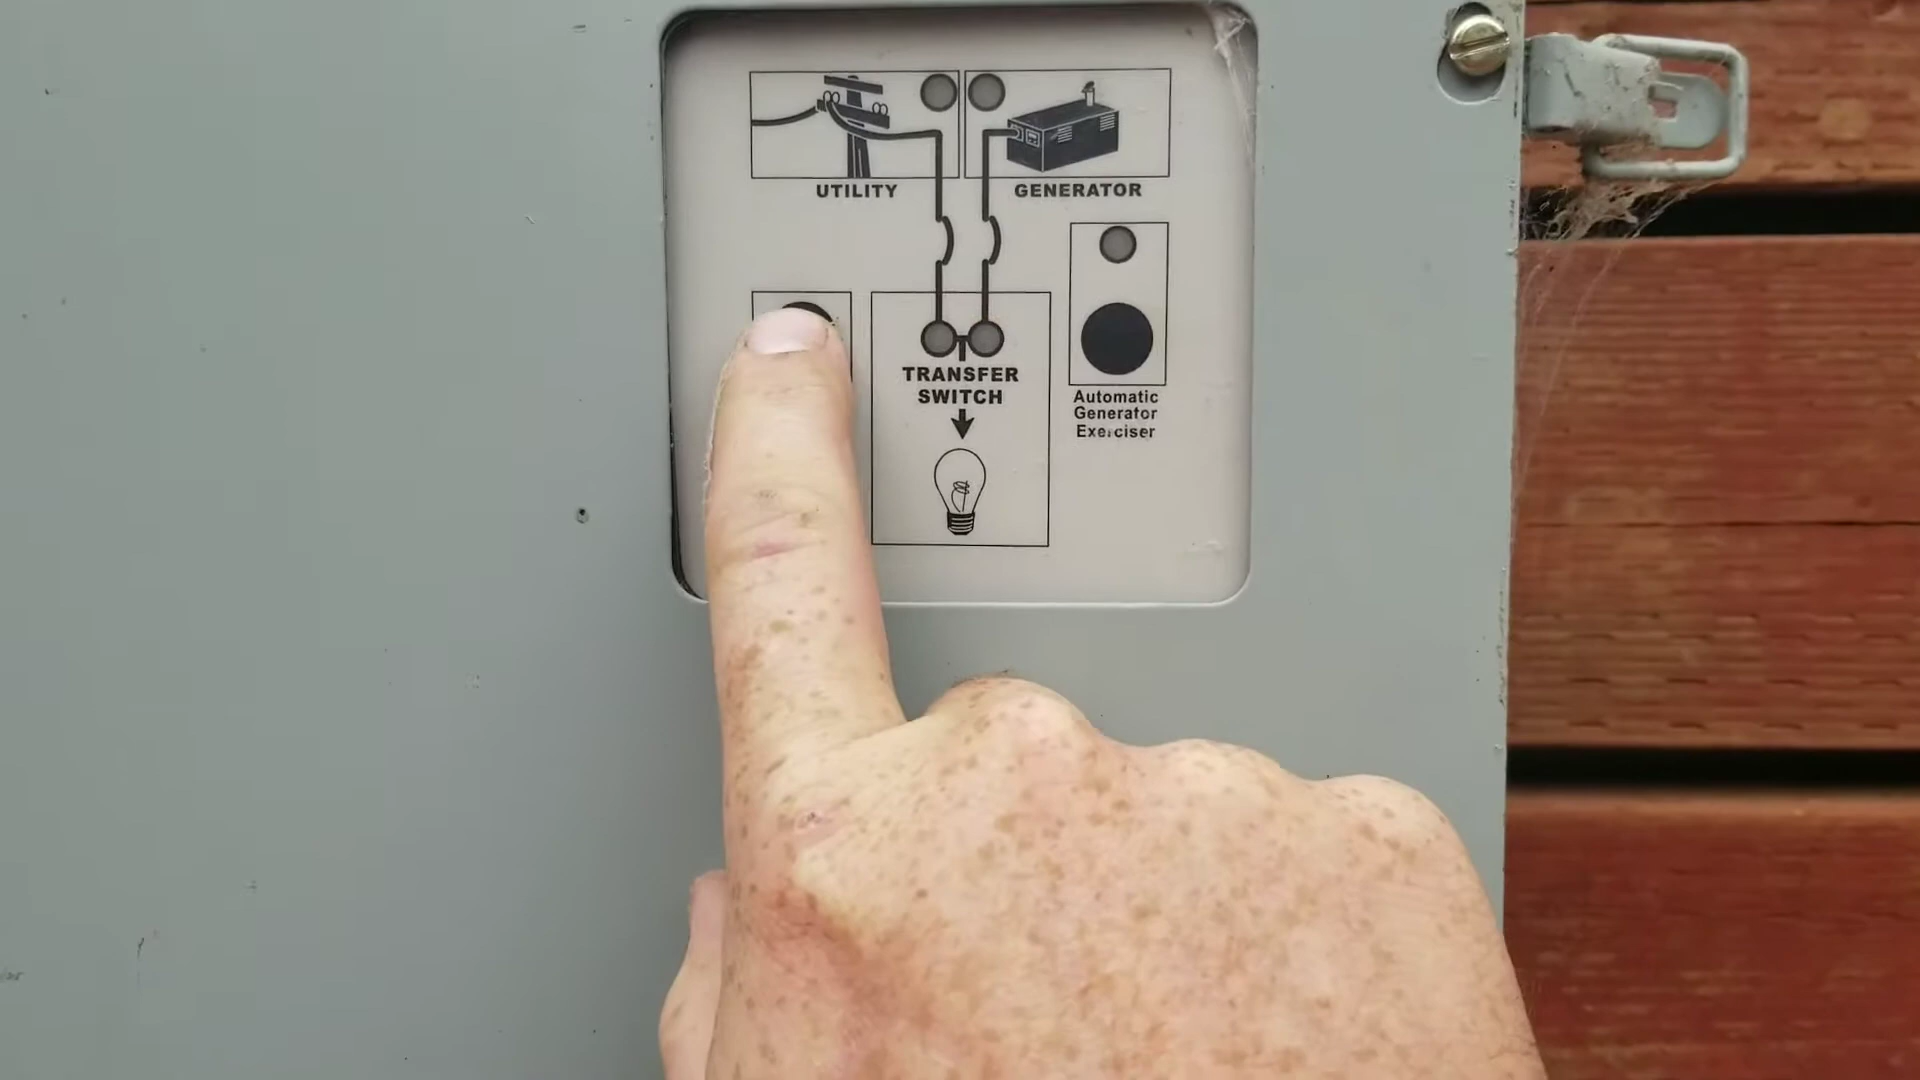 UTILITY
GENERATOR
TRANSFER
SWITCH
Automatic
Generator
Exerciser